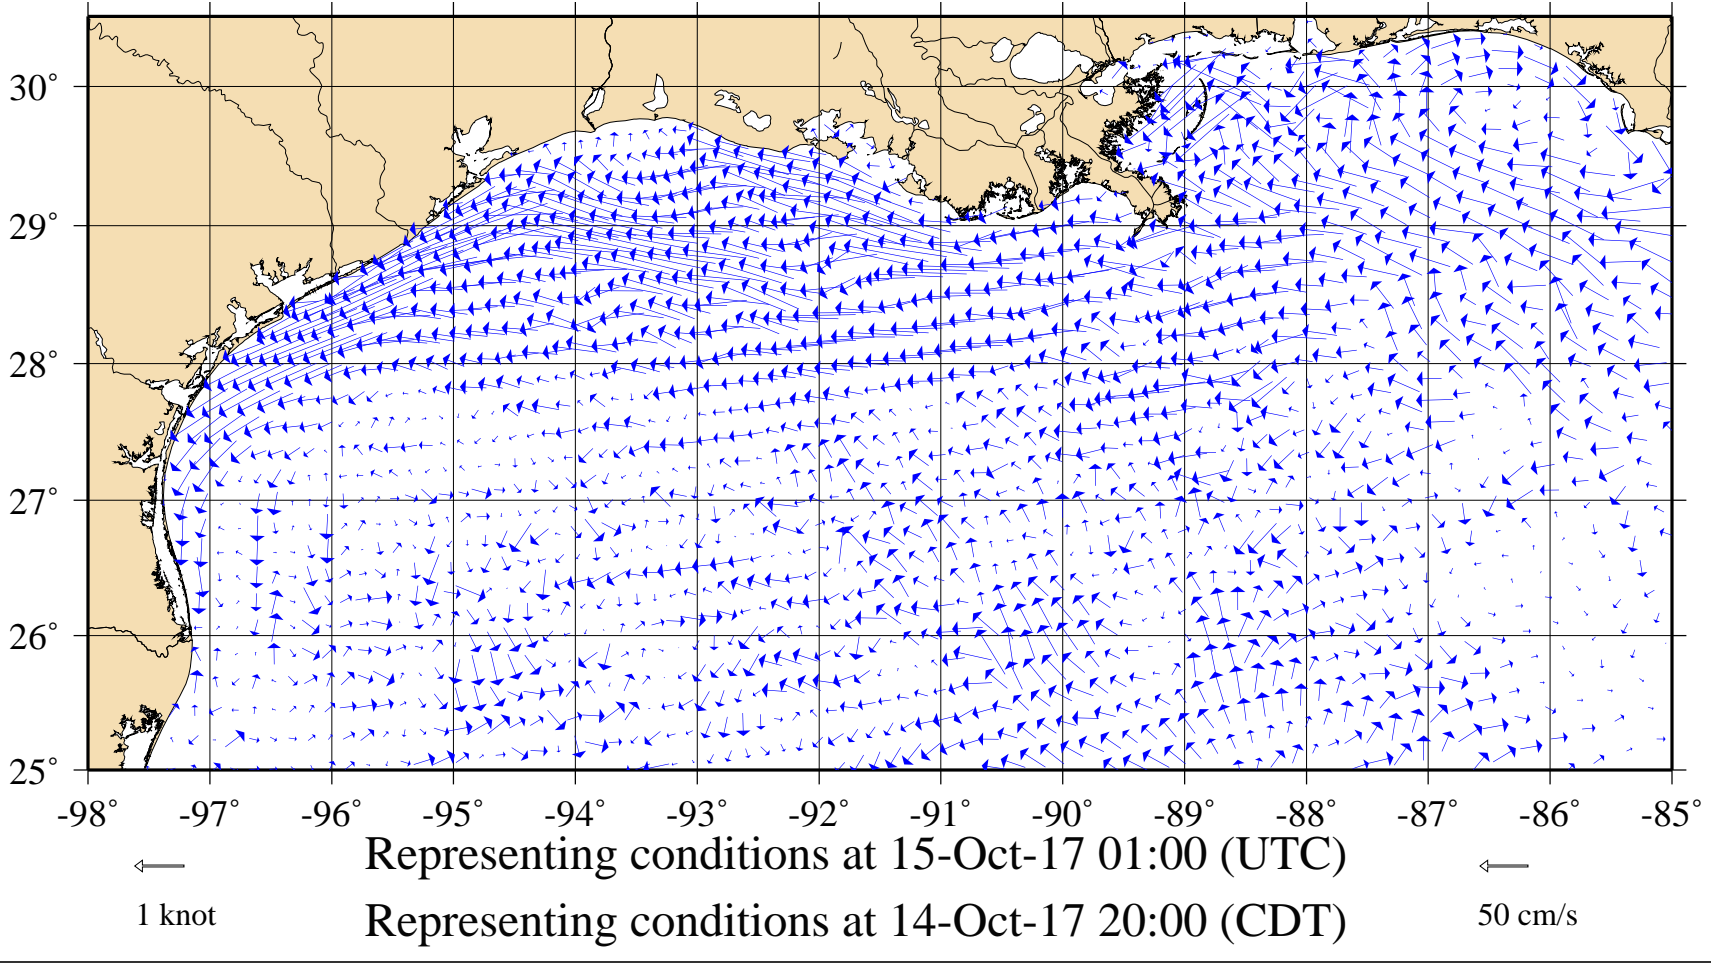 30°
29°
28°
27°
26°
25°
-98° -97° -96° -95° -94° -93° -92° -91° -90° -89° -88° -87° -86° -85°
Representing conditions at 15-Oct-17 01:00 (UTC)
1 knot
Representing conditions at 14-Oct-17 20:00 (CDT)
50 cm/s